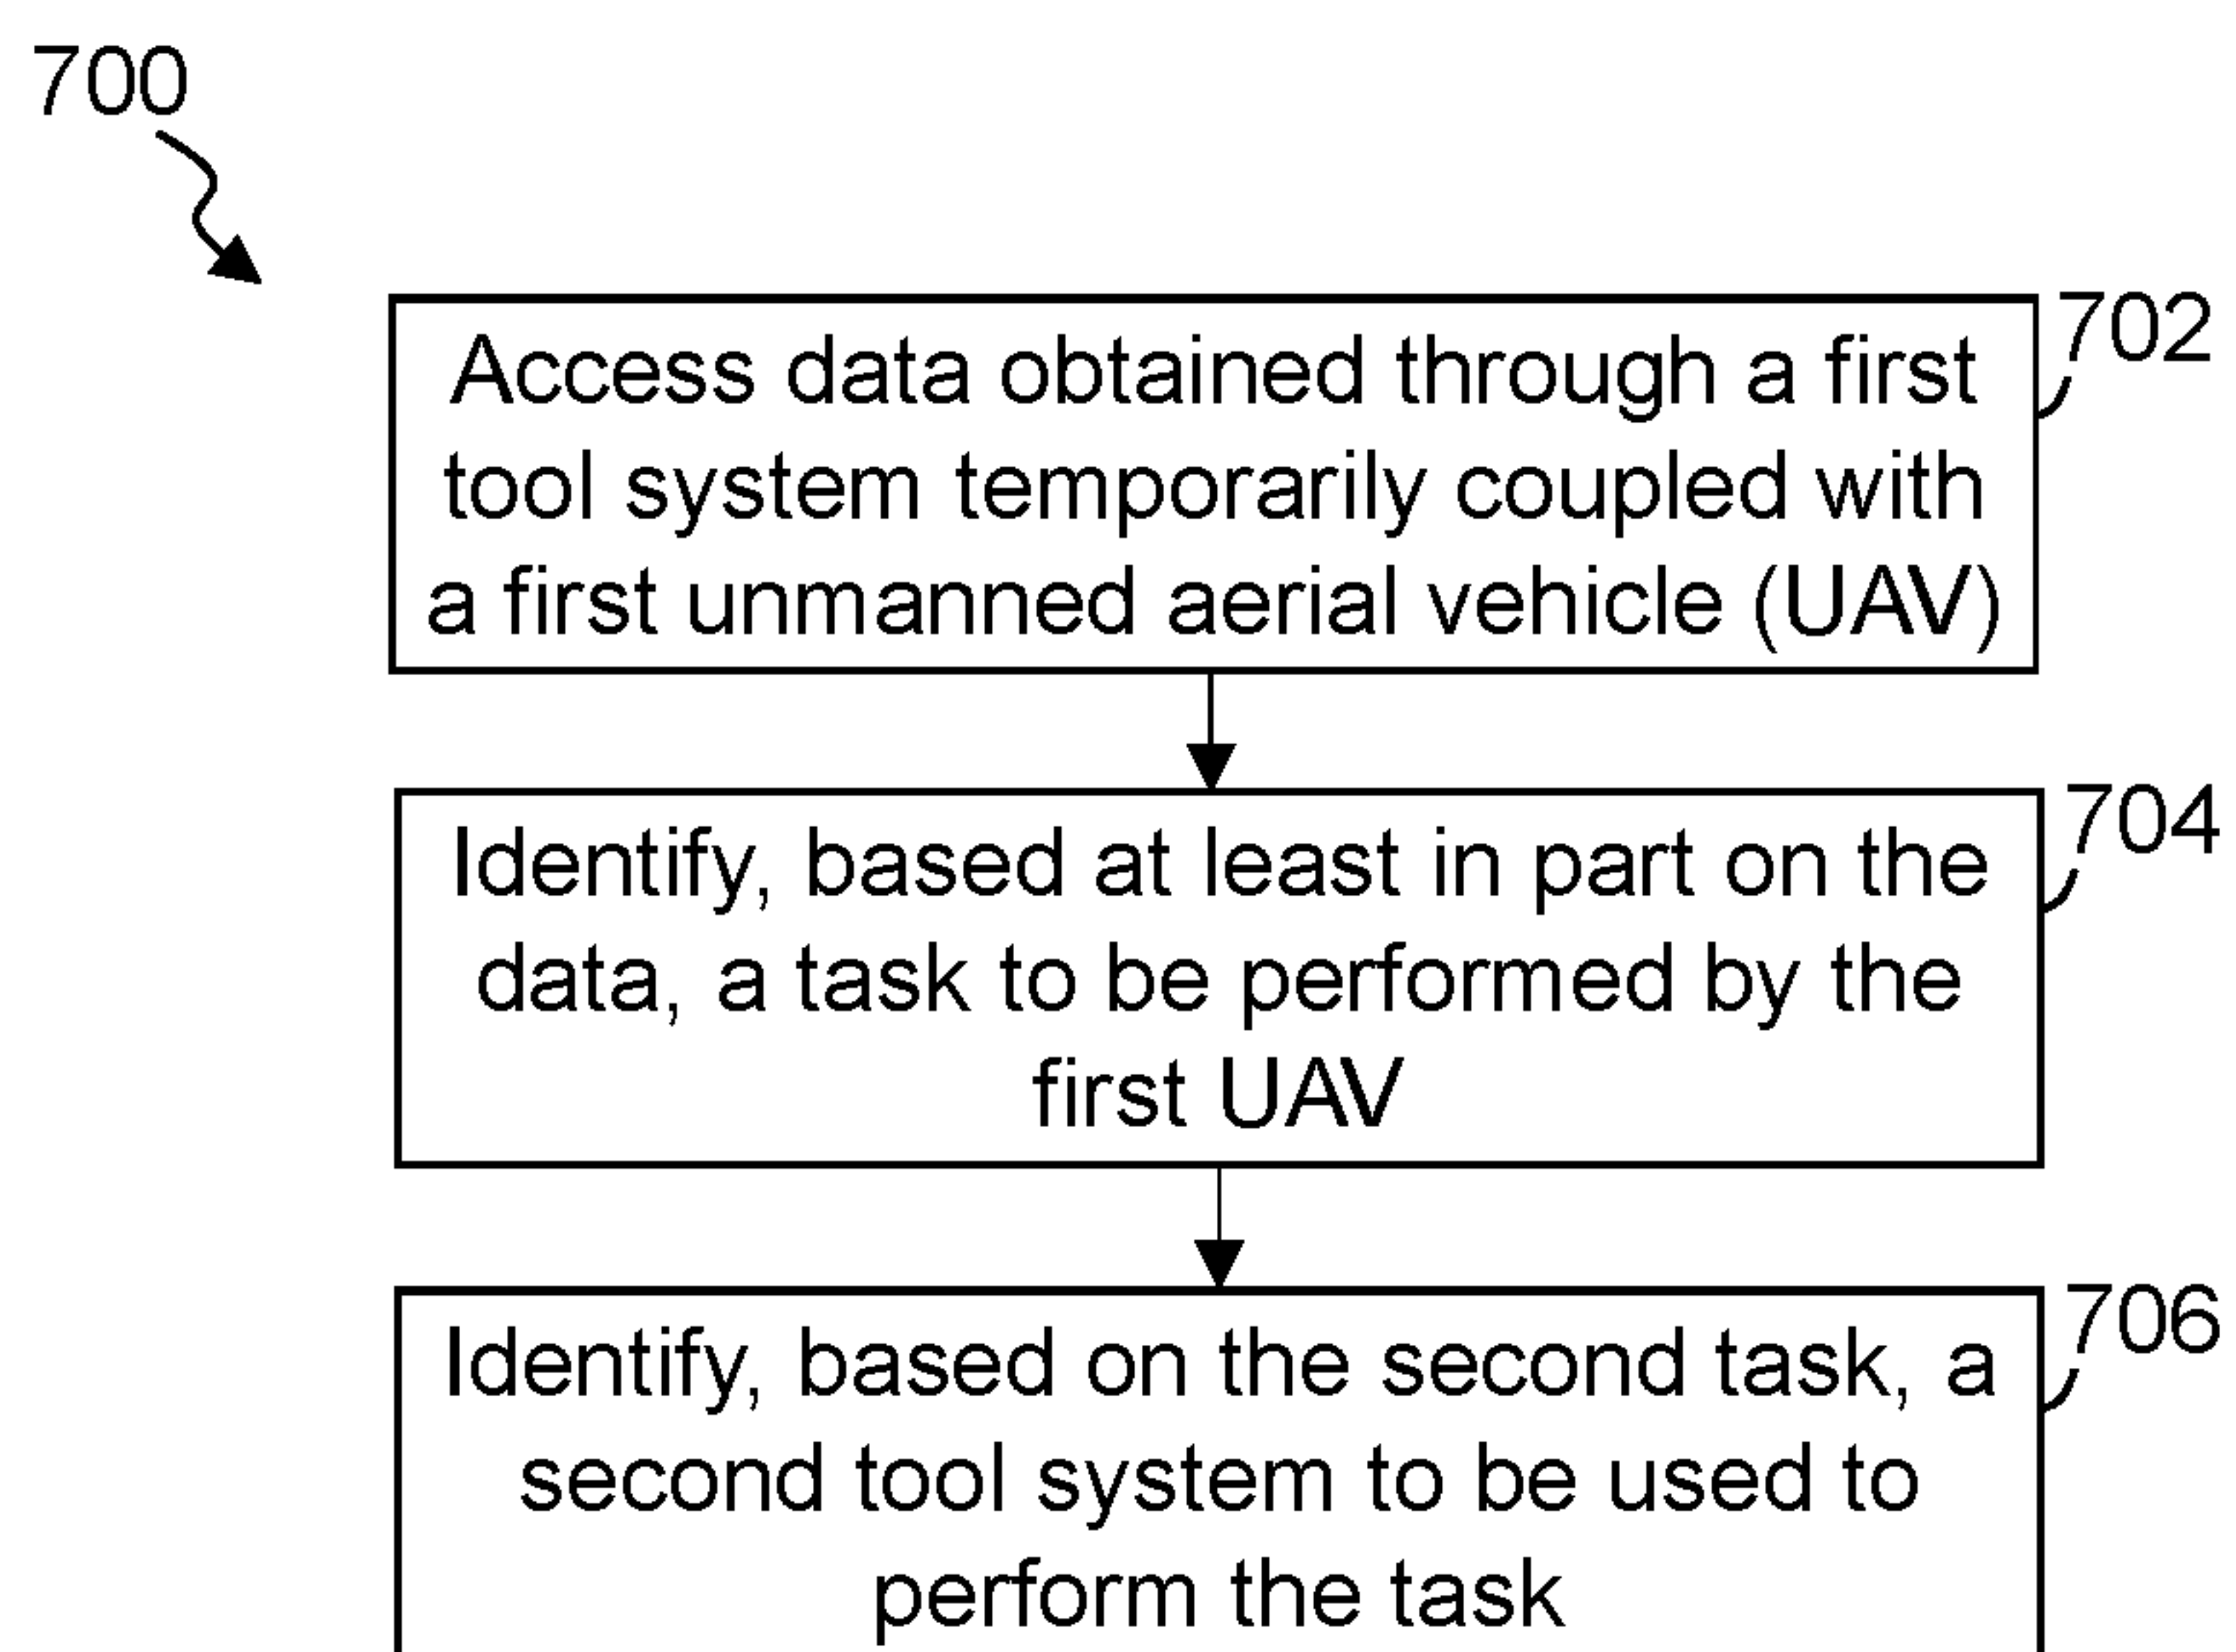 700
702
Access data obtained through a first
tool system temporarily coupled with
a first unmanned aerial vehicle (UAV)
704
Identify, based at least in part on the
data, a task to be performed by the
first UAV
706
Identify, based on the second task, a
second tool system to be used to
perform the task